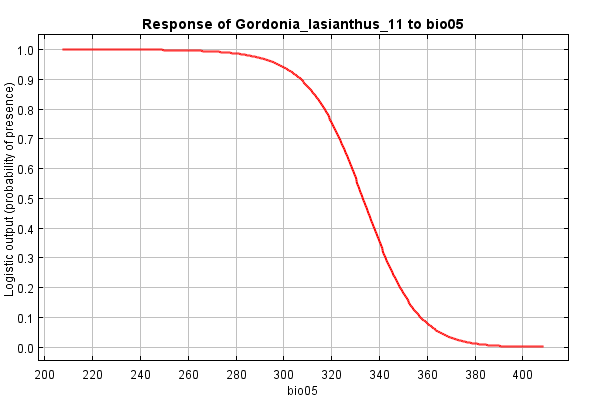 Response of Gordonia_lasianthus_11 to bio05
Logistic output (probability of presence)
1.0
0.9
0.8
0.7
0.6
0.5
0.4
0.3
0.2
0.1
0.0
200 220 240 260 280 300 320 340 360 380 400
bio05